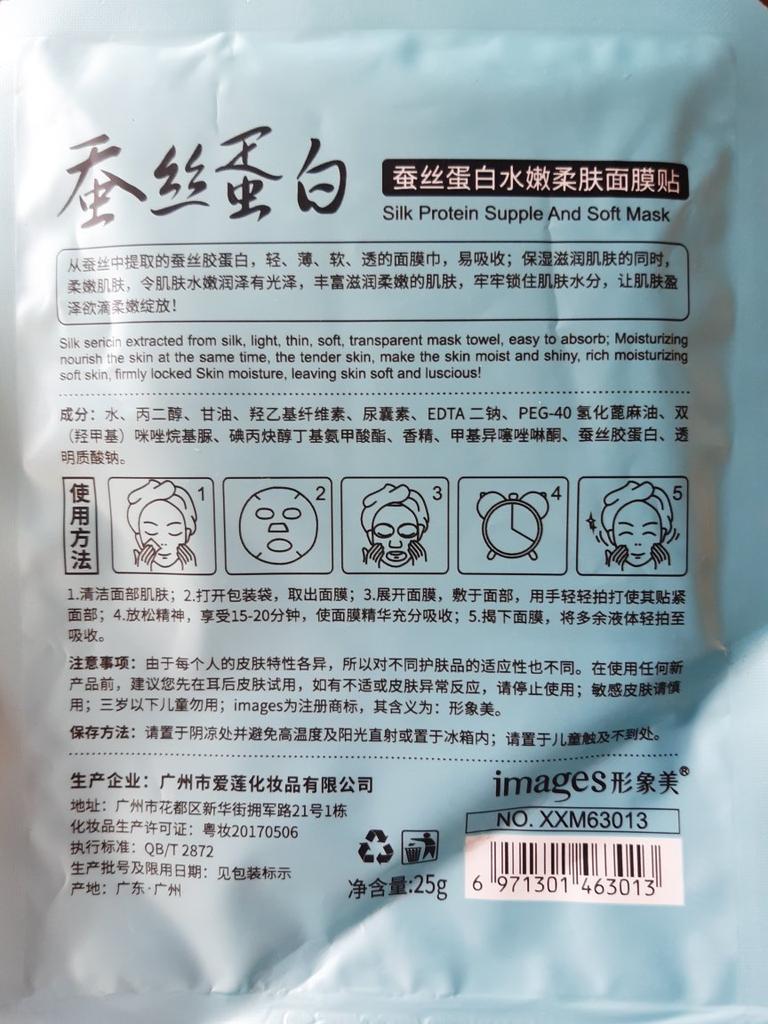 蚕丝蛋白
蚕丝蛋白水嫩柔肤面膜贴
Silk Protein Supple And Soft Mask
从蚕丝中提取的蚕丝胶蛋白，轻、薄、软、透的面膜巾，易吸收；保湿滋润肌肤的同时，
柔嫩肌肤，令肌肤水嫩润泽有光泽，丰富滋润柔嫩的肌肤，牢牢锁住肌肤水分，让肌肤盈
泽欲滴柔嫩绽放！
Silk sericin extracted from silk, light, thin, soft, transparent mask towel, easy to absorb; Moisturizing
nourish the skin at the same time, the tender skin, make the skin moist and shiny, rich moisturizing
soft skin, firmly locked Skin moisture, leaving skin soft and luscious!
成分：水、丙二醇、甘油、羟乙基纤维素、尿囊素、EDTA 二钠、PEG-40 氢化蓖麻油、双
（羟甲基）咪唑烷基脲、碘丙炔醇丁基氨甲酸酯、香精、甲基异噻唑啉酮、蚕丝胶蛋白、透
明质酸钠。
使用方法
1
2
3
4
5
1.清洁面部肌肤；2.打开包装袋，取出面膜；3.展开面膜，敷于面部，用手轻轻拍打使其贴紧
面部；4.放松精神，享受15-20分钟，使面膜精华充分吸收；5.揭下面膜，将多余液体轻拍至
吸收。
注意事项：由于每个人的皮肤特性各异，所以对不同护肤品的适应性也不同。在使用任何新
产品前，建议您先在耳后皮肤试用，如有不适或皮肤异常反应，请停止使用；敏感皮肤请慎
用；三岁以下儿童勿用；images为注册商标，其含义为：形象美。
保存方法：请置于阴凉处并避免高温度及阳光直射或置于冰箱内；请置于儿童触及不到处。
生产企业：广州市爱莲化妆品有限公司
地址：广州市花都区新华街拥军路21号1栋
化妆品生产许可证：粤妆20170506
执行标准：QB/T 2872
生产批号及限用日期：见包装标示
产地：广东·广州
净含量:25g
images形象美®
NO. XXM63013
6 971301 463013